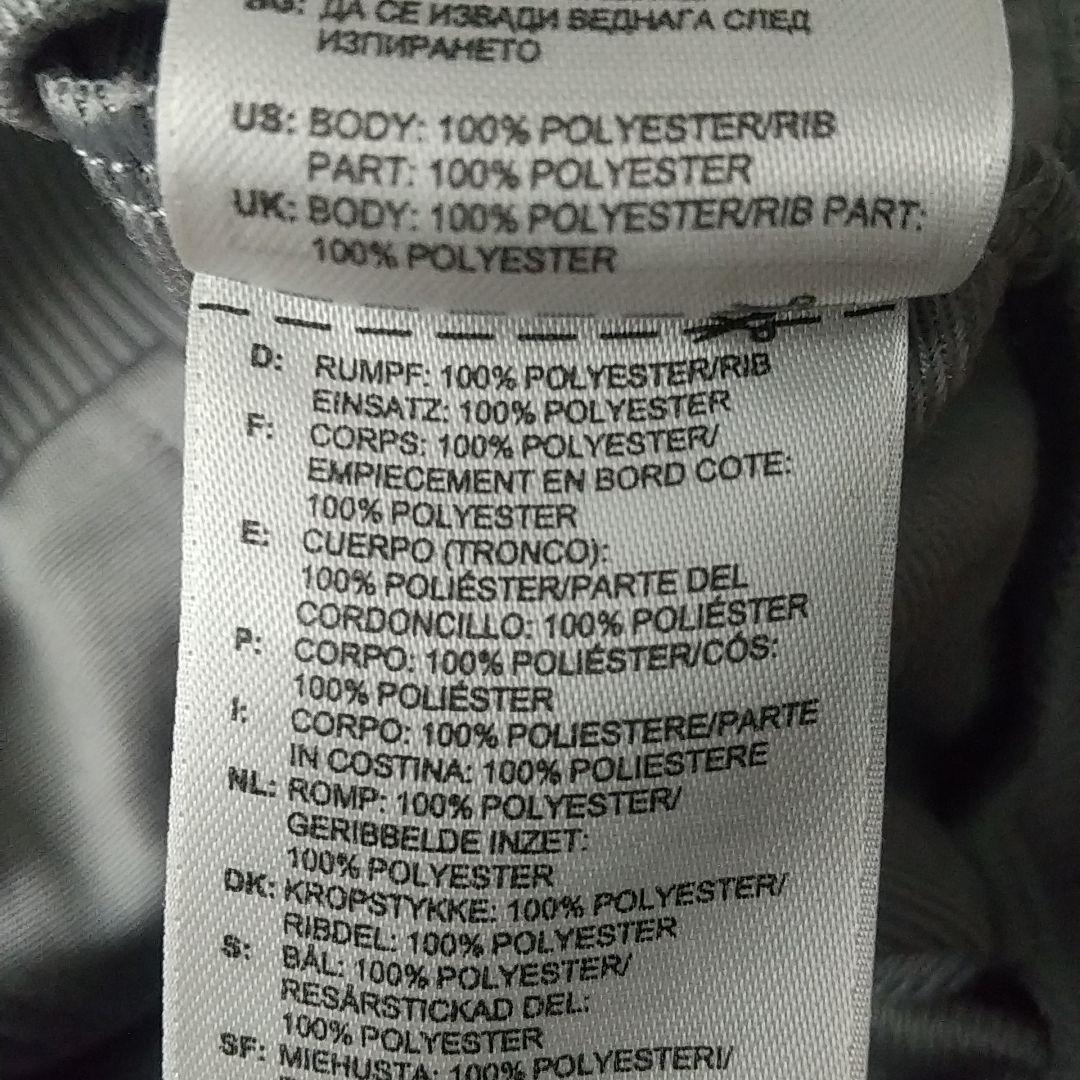 BG: ДА СЕ ИЗВАДИ ВЕДНАГА СЛЕД
ИЗПИРАНЕТО
US: BODY: 100% POLYESTER/RIB
PART: 100% POLYESTER
UK: BODY: 100% POLYESTER/RIB PART:
100% POLYESTER
D: RUMPF: 100% POLYESTER/RIB
EINSATZ: 100% POLYESTER
F: CORPS: 100% POLYESTER/
EMPIECEMENT EN BORD COTE:
100% POLYESTER
E: CUERPO (TRONCO):
100% POLIÉSTER/PARTE DEL
CORDONCILLO: 100% POLIÉSTER
P: CORPO: 100% POLIÉSTER/CÓS:
100% POLIÉSTER
I: CORPO: 100% POLIESTERE/PARTE
IN COSTINA: 100% POLIESTERE
NL: ROMP: 100% POLYESTER/
GERIBBELDE INZET:
100% POLYESTER
DK: KROPSTYKKE: 100% POLYESTER/
RIBDEL: 100% POLYESTER
S: BÅL: 100% POLYESTER/
RESÅRSTICKAD DEL:
100% POLYESTER
SF: MIEHUSTA: 100% POLYESTERI/